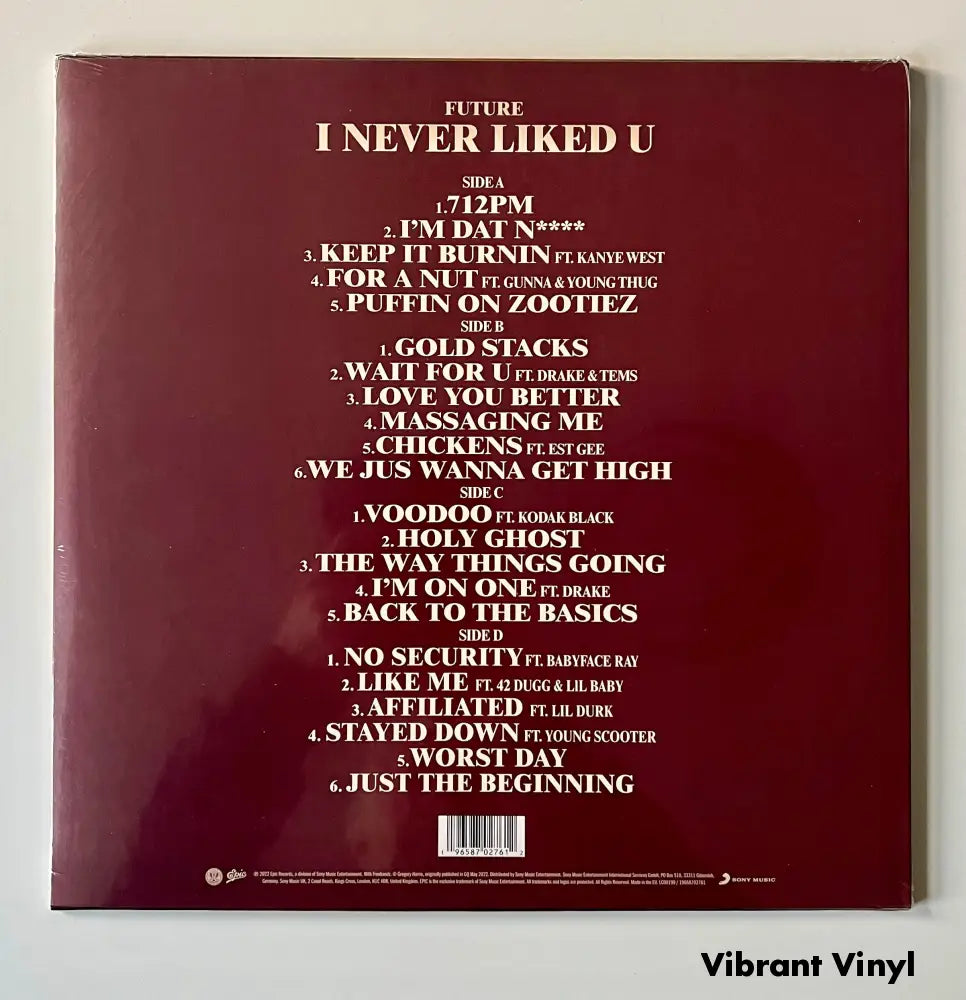 FUTURE
I NEVER LIKED U
SIDE A
1.712PM
2. I'M DAT N****
3. KEEP IT BURNIN FT. KANYE WEST
4. FOR A NUT FT. GUNNA & YOUNG THUG
5. PUFFIN ON ZOOTIEZ
SIDE B
1. GOLD STACKS
2. WAIT FOR U FT. DRAKE & TEMS
3. LOVE YOU BETTER
4. MASSAGING ME
5. CHICKENS FT. EST GEE
6. WE JUS WANNA GET HIGH
SIDE C
1. VOODOO FT. KODAK BLACK
2. HOLY GHOST
3. THE WAY THINGS GOING
4. I'M ON ONE FT. DRAKE
5. BACK TO THE BASICS
SIDE D
1. NO SECURITY FT. BABYFACE RAY
2. LIKE ME FT. 42 DUGG & LIL BABY
3. AFFILIATED FT. LIL DURK
4. STAYED DOWN FT. YOUNG SCOOTER
5. WORST DAY
6. JUST THE BEGINNING
1 96587 02761 2
epic
SONY MUSIC
Vibrant Vinyl